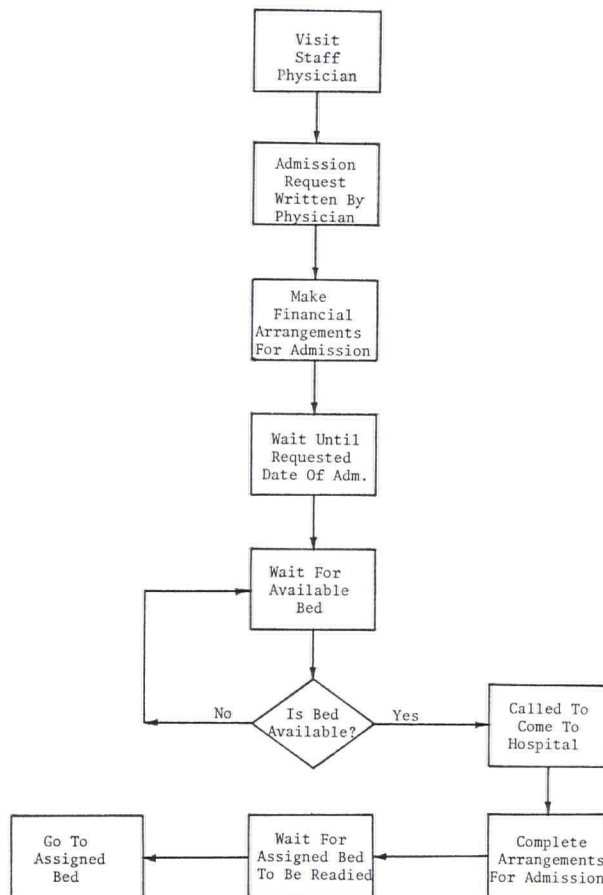 Visit
Staff
Physician
Admission
Request
Written By
Physician
Make
Financial
Arrangements
For Admission
Wait Until
Requested
Date Of Adm.
Wait For
Available
Bed
Is Bed
Available?
No
Yes
Called To
Come To
Hospital
Complete
Arrangements
For Admission
Wait For
Assigned Bed
To Be Readied
Go To
Assigned
Bed